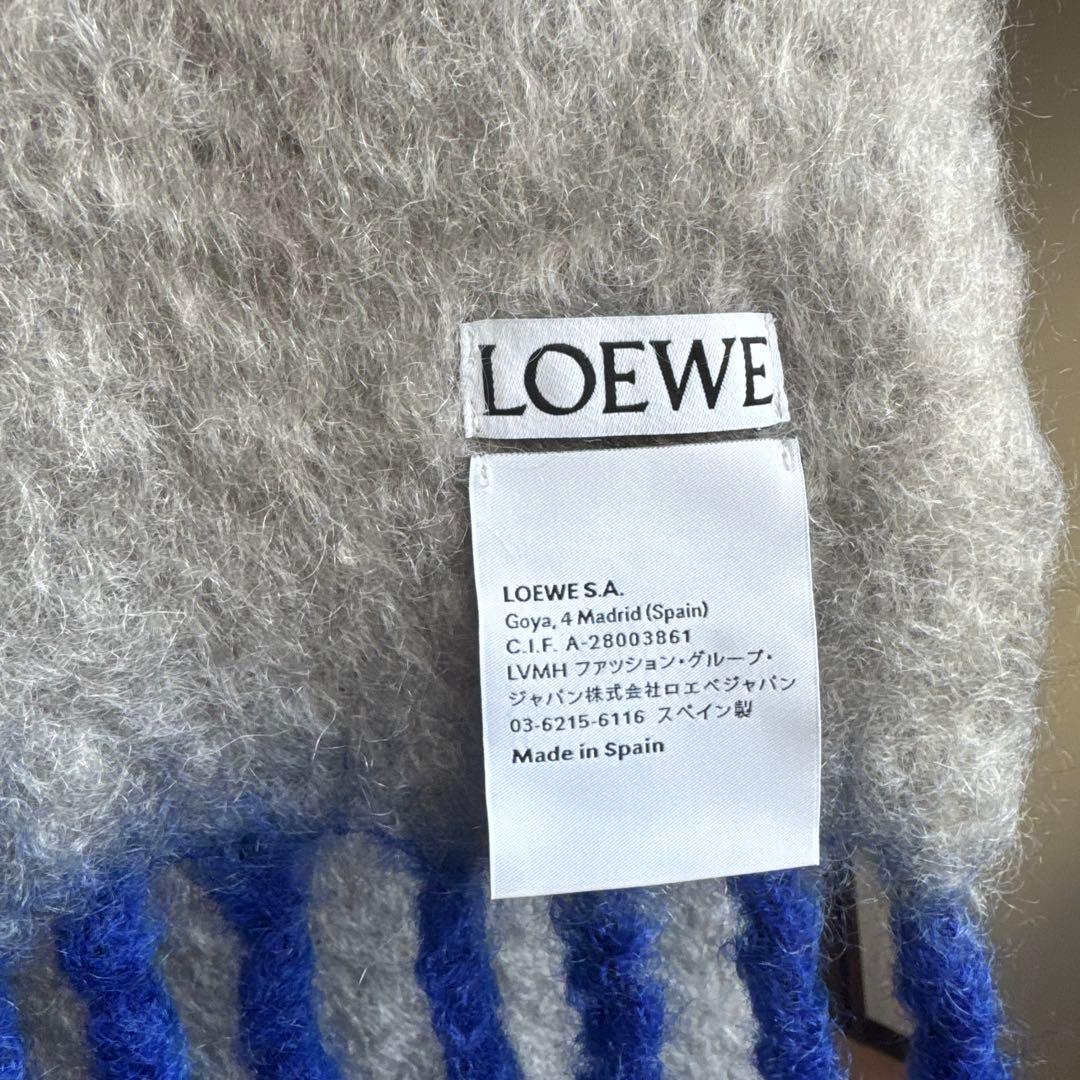 LOEWE
LOEWE S.A.
Goya, 4 Madrid (Spain)
C.I.F. A-28003861
LVMH ファッション・グループ・
ジャパン株式会社ロエベジャパン
03-6215-6116 スペイン製
Made in Spain